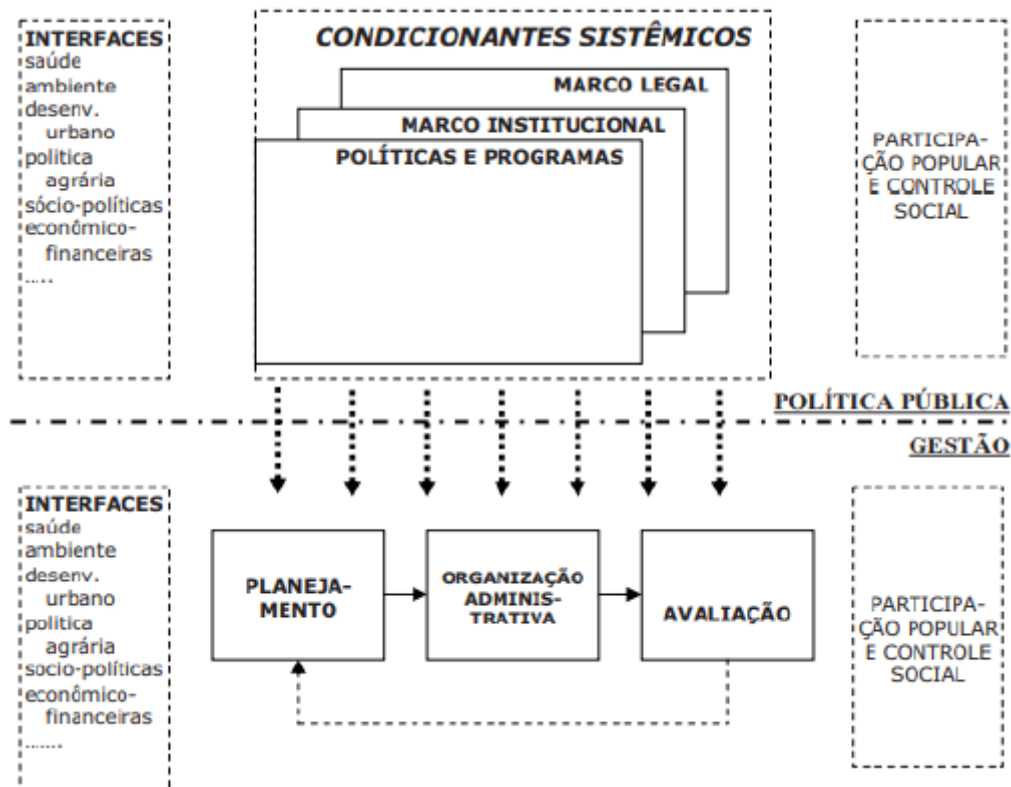 INTERFACES
saúde
ambiente
desenv.
urbano
politica
agrária
sócio-políticas
econômico-
financeiras
.....
CONDICIONANTES SISTÊMICOS
MARCO LEGAL
MARCO INSTITUCIONAL
POLÍTICAS E PROGRAMAS
PARTICIPA-
ÇÃO POPULAR
E CONTROLE
SOCIAL
POLÍTICA PÚBLICA
GESTÃO
INTERFACES
saúde
ambiente
desenv.
urbano
politica
agrária
socio-políticas
econômico-
financeiras
.......
PLANEJA-
MENTO
ORGANIZAÇÃO
ADMINIS-
TRATIVA
AVALIAÇÃO
PARTICIPA-
ÇÃO POPULAR
E CONTROLE
SOCIAL